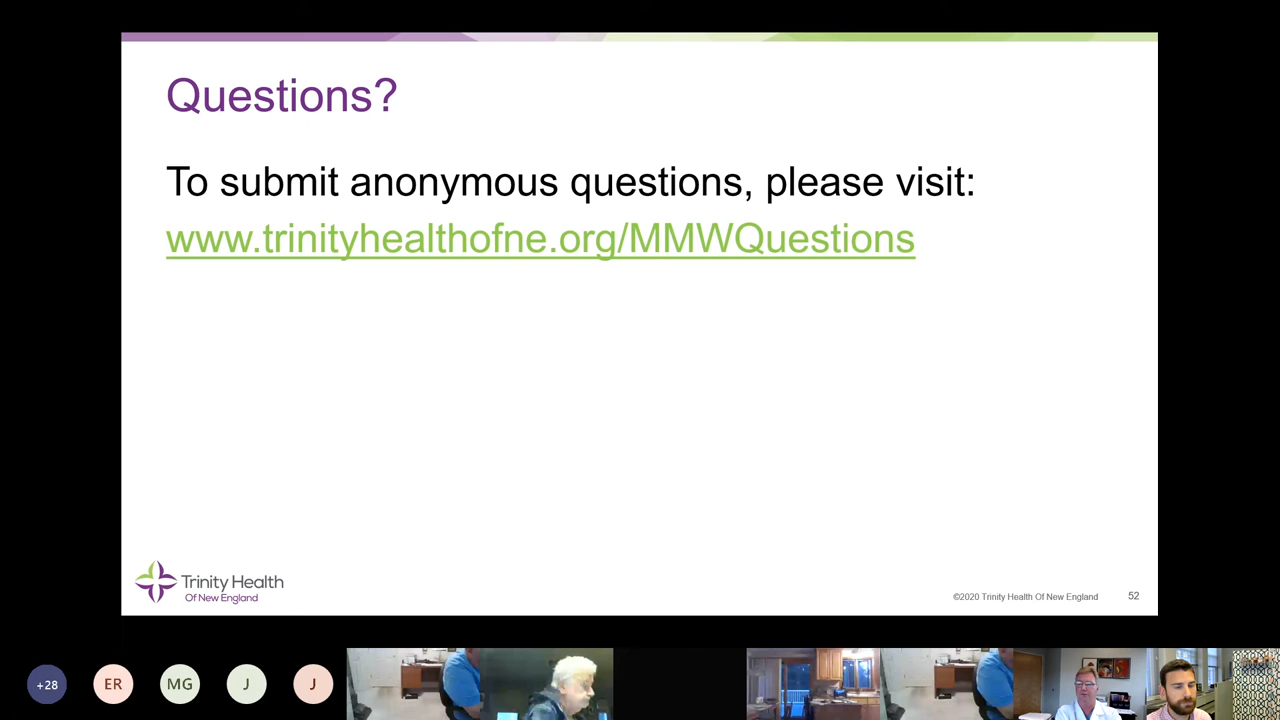 Questions?
To submit anonymous questions, please visit:
www.trinityhealthofne.org/MMWQuestions
Trinity Health
Of New England
©2020 Trinity Health Of New England
52
+28
ER
MG
J
J